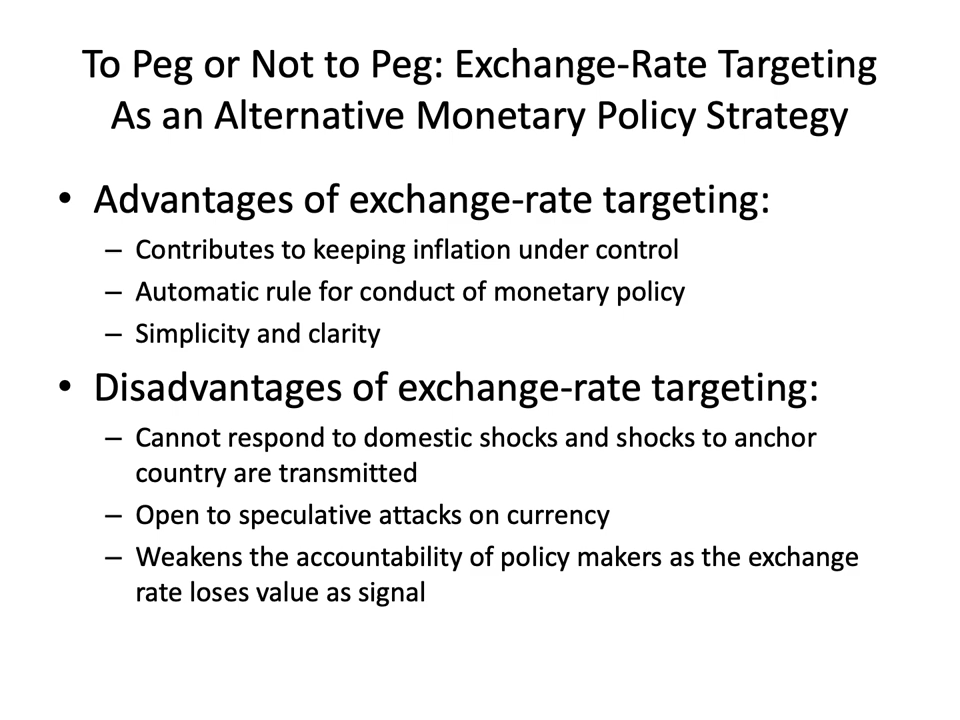 To Peg or Not to Peg: Exchange-Rate Targeting
As an Alternative Monetary Policy Strategy
• Advantages of exchange-rate targeting:
– Contributes to keeping inflation under control
– Automatic rule for conduct of monetary policy
– Simplicity and clarity
• Disadvantages of exchange-rate targeting:
– Cannot respond to domestic shocks and shocks to anchor
country are transmitted
– Open to speculative attacks on currency
– Weakens the accountability of policy makers as the exchange
rate loses value as signal